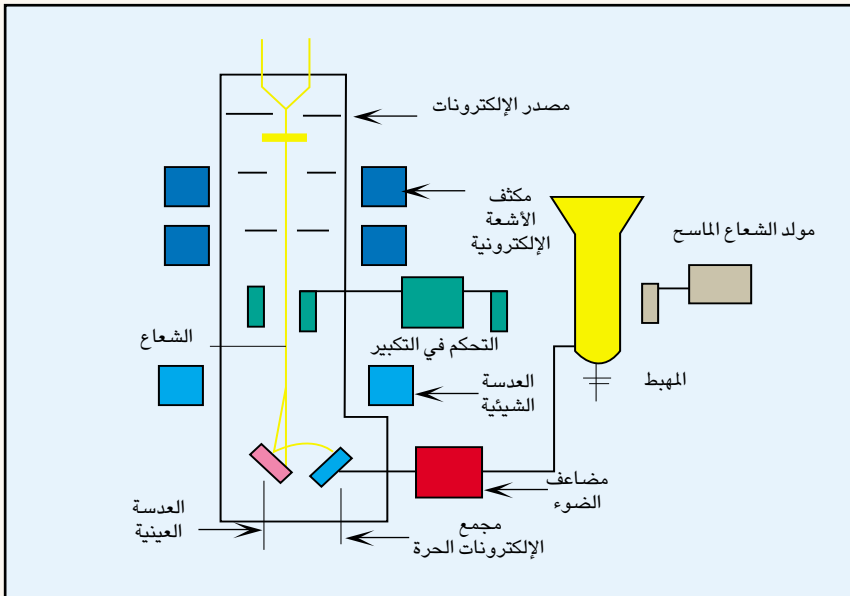 مصدر الإلكترونات
مكثف
الأشعة
الإلكترونية
مولد الشعاع الماسح
الشعاع
التحكم في التكبير
المهبط
العدسة
الشيئية
مضاعف
الضوء
العدسة
العينية
مجمع
الإلكترونات الحرة